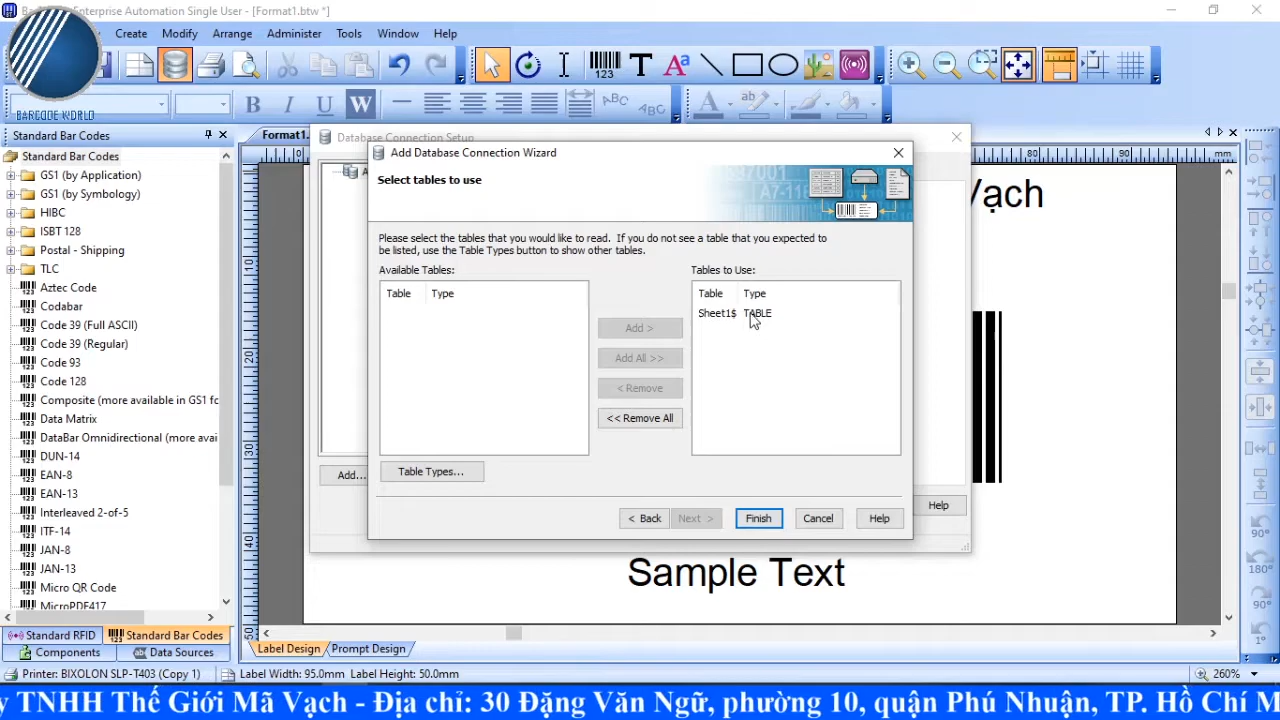 Enterprise Automation Single User - [Format1.btw *]
Create Modify Arrange Administer Tools Window Help
BARCODE WORLD
Standard Bar Codes
Format1.
Standard Bar Codes
GS1 (by Application)
GS1 (by Symbology)
HIBC
ISBT 128
Postal - Shipping
TLC
Aztec Code
Codabar
Code 39 (Full ASCII)
Code 39 (Regular)
Code 93
Code 128
Composite (more available in GS1 fo
Data Matrix
DataBar Omnidirectional (more avai
DUN-14
EAN-8
EAN-13
Interleaved 2-of-5
ITF-14
JAN-8
JAN-13
Micro QR Code
MicroPDF417
Standard RFID
Standard Bar Codes
Components
Data Sources
Database Connection Setup
Add Database Connection Wizard
Select tables to use
Please select the tables that you would like to read. If you do not see a table that you expected to
be listed, use the Table Types button to show other tables.
Available Tables:
Tables to Use:
Table Type
Table Type
Sheet1$ TABLE
Add >
Add All >>
< Remove
<< Remove All
Table Types...
< Back
Next >
Finish
Cancel
Help
Add...
Help
80 90 mm
Vạch
Sample Text
Label Design
Prompt Design
90°
180°
90°
1°
Printer: BIXOLON SLP-T403 (Copy 1)
Label Width: 95.0mm Label Height: 50.0mm
260%
y TNHH Thế Giới Mã Vạch - Địa chỉ: 30 Đặng Văn Ngữ, phường 10, quận Phú Nhuận, TP. Hồ Chí M